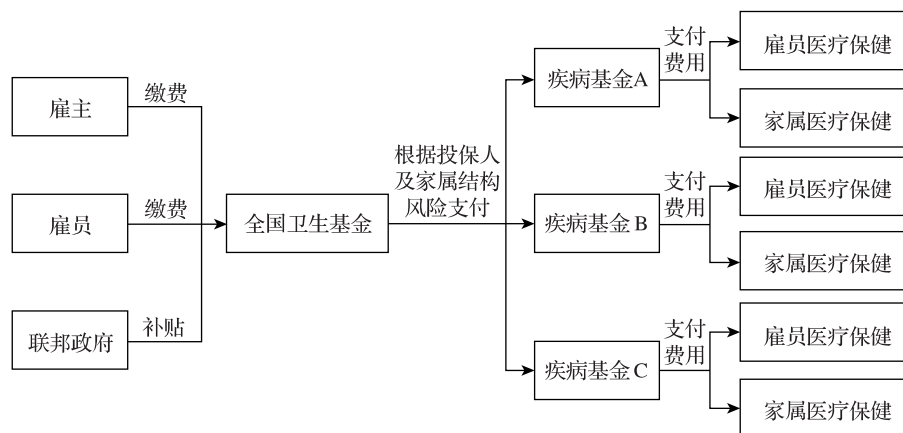 雇主
缴费
雇员
缴费
联邦政府
补贴
全国卫生基金
根据投保人
及家属结构
风险支付
疾病基金A
支付
费用
雇员医疗保健
家属医疗保健
疾病基金 B
支付
费用
雇员医疗保健
家属医疗保健
疾病基金 C
支付
费用
雇员医疗保健
家属医疗保健